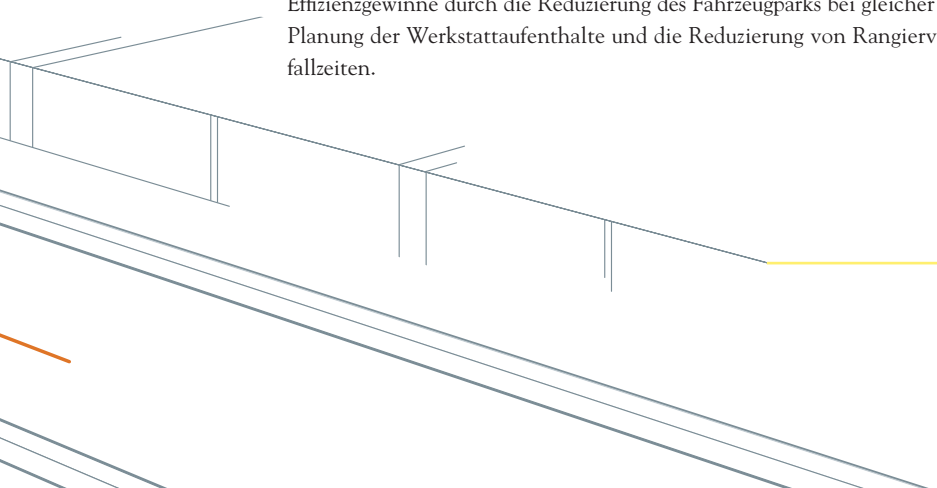 Effizienzgewinne durch die Reduzierung des Fahrzeugparks bei gleicher
Planung der Werkstattaufenthalte und die Reduzierung von Rangierv
fallzeiten.